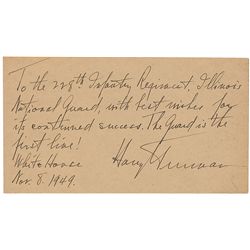 To the 228th Infantry Regiment, Illinois
National Guard, with best wishes for
its continued success. The Guard is the
first line!
White House Harry Truman
Nov. 8. 1949.